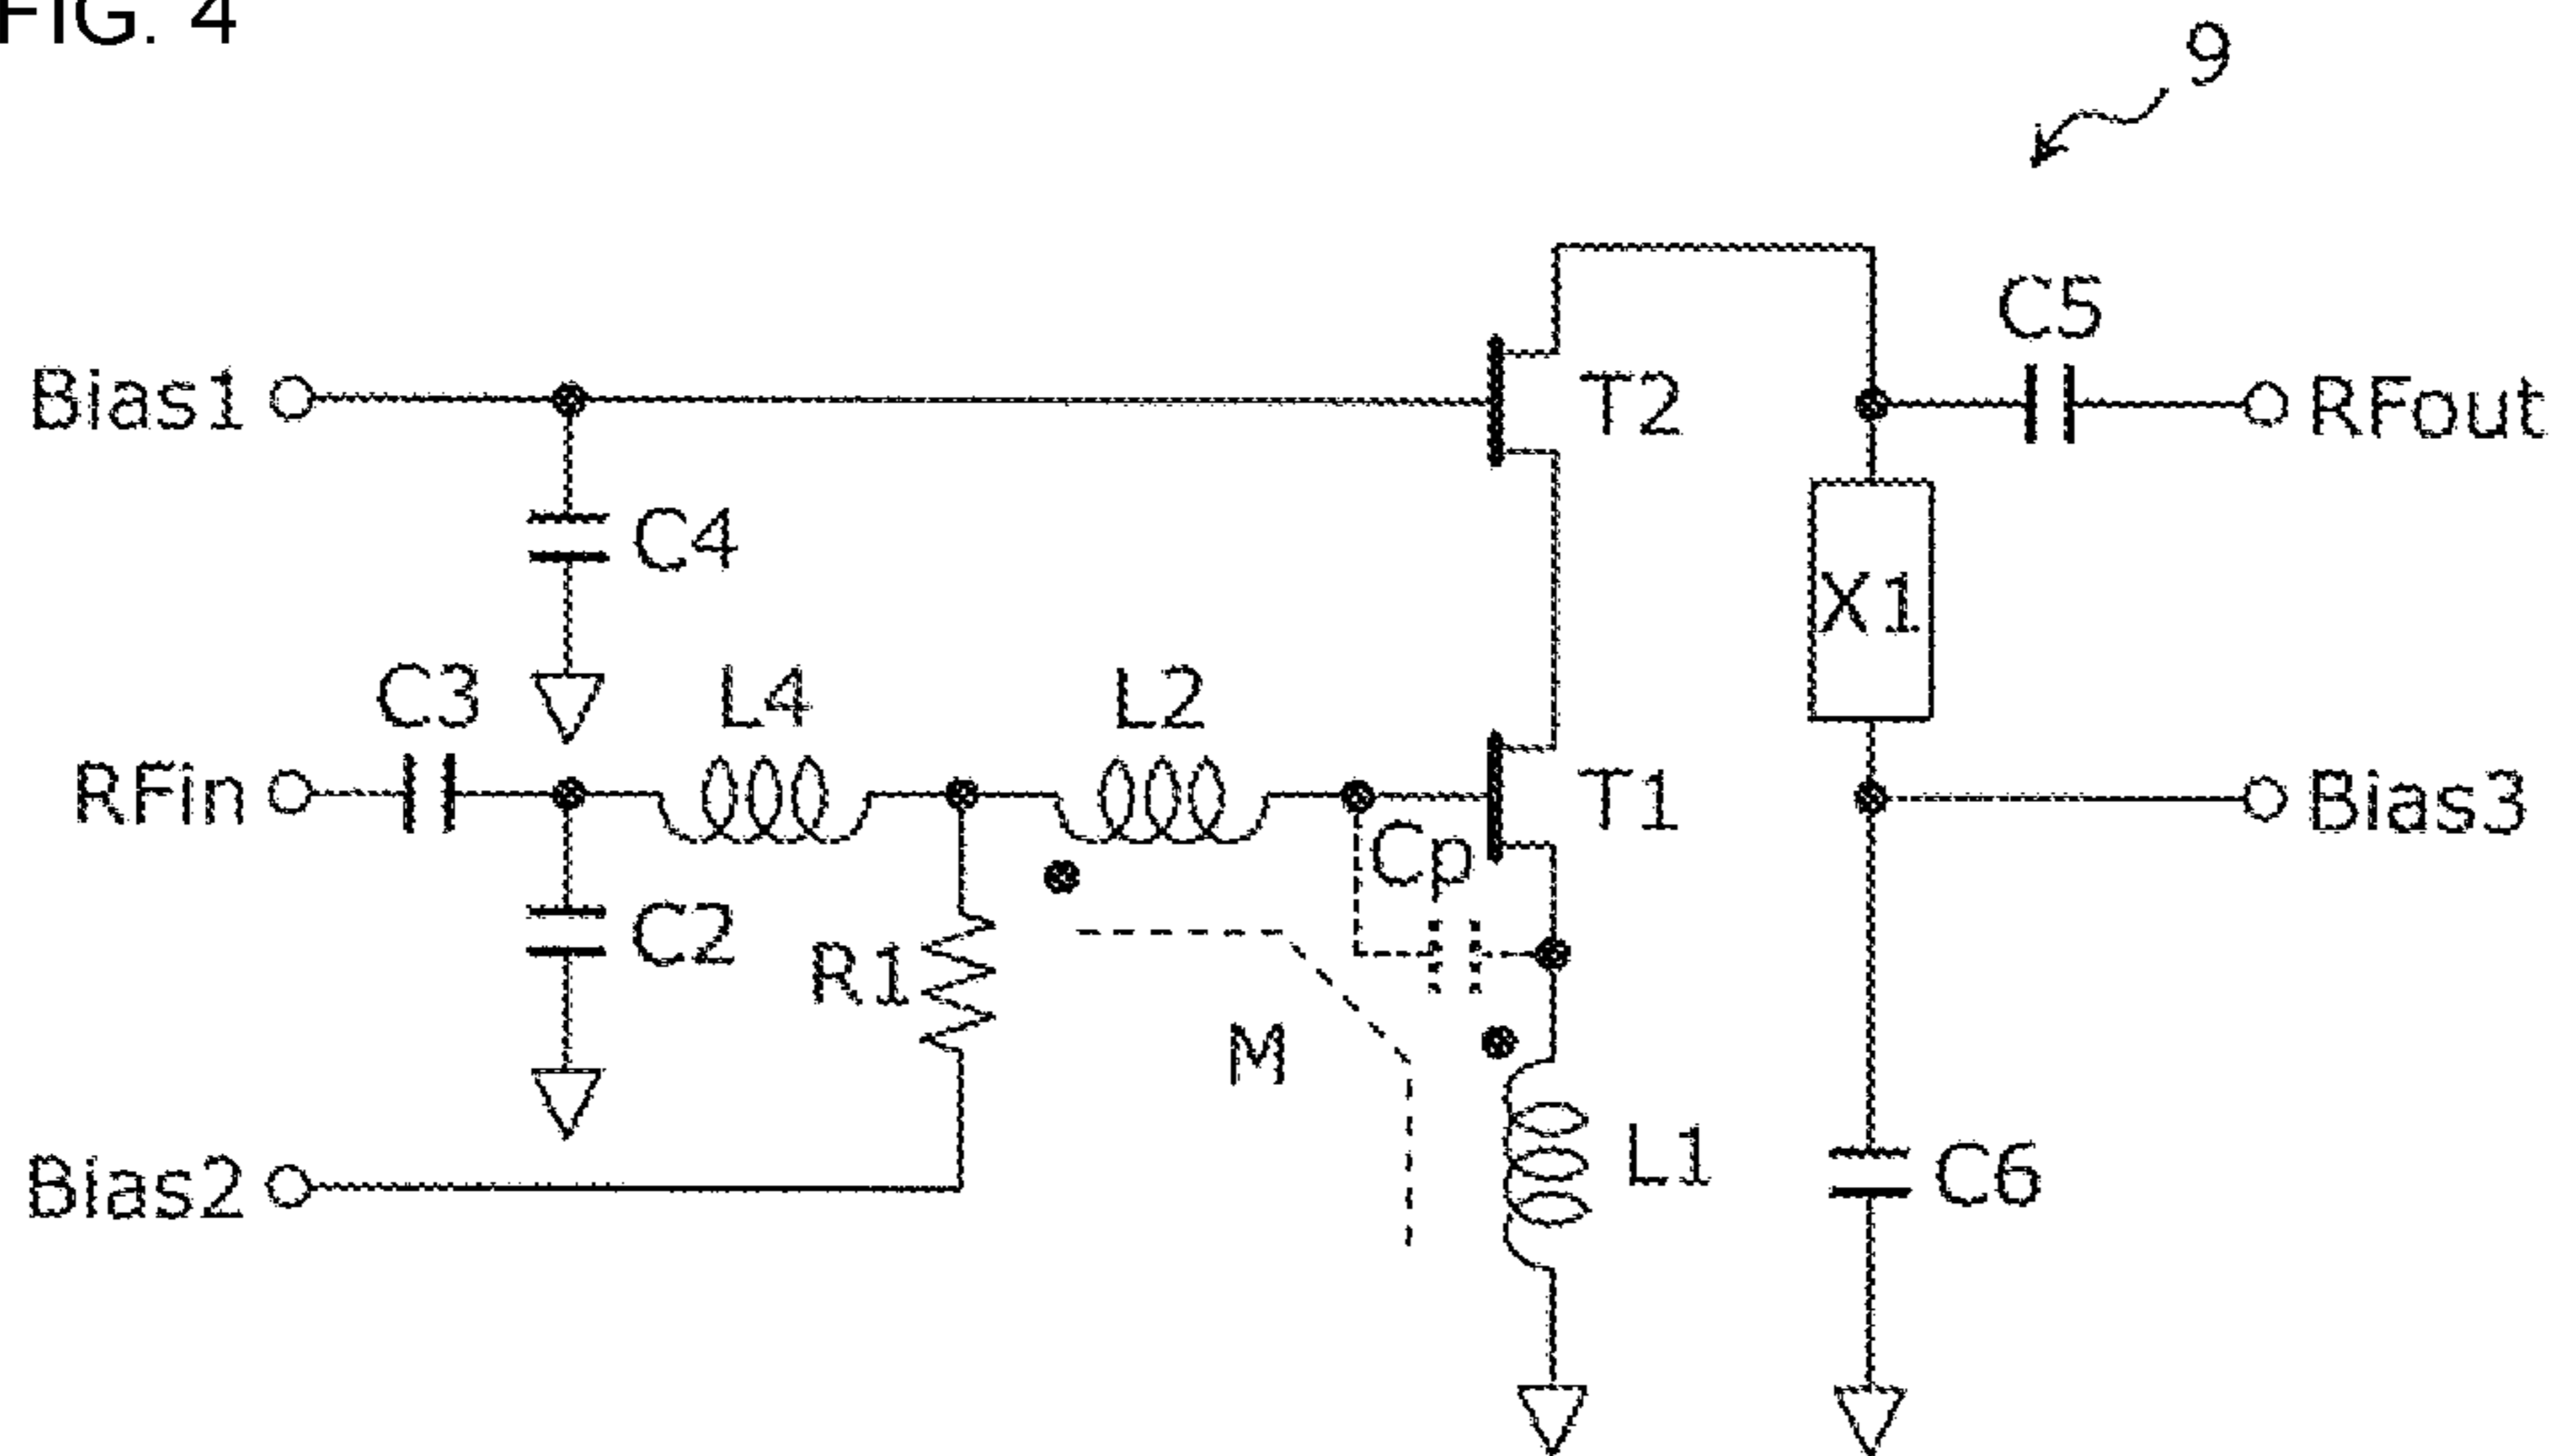 FIG. 4
9
C5
Bias1
T2
RFout
C4
X1
C3
L4
L2
RFin
T1
Bias3
Cp
C2
R1
M
L1
C6
Bias2